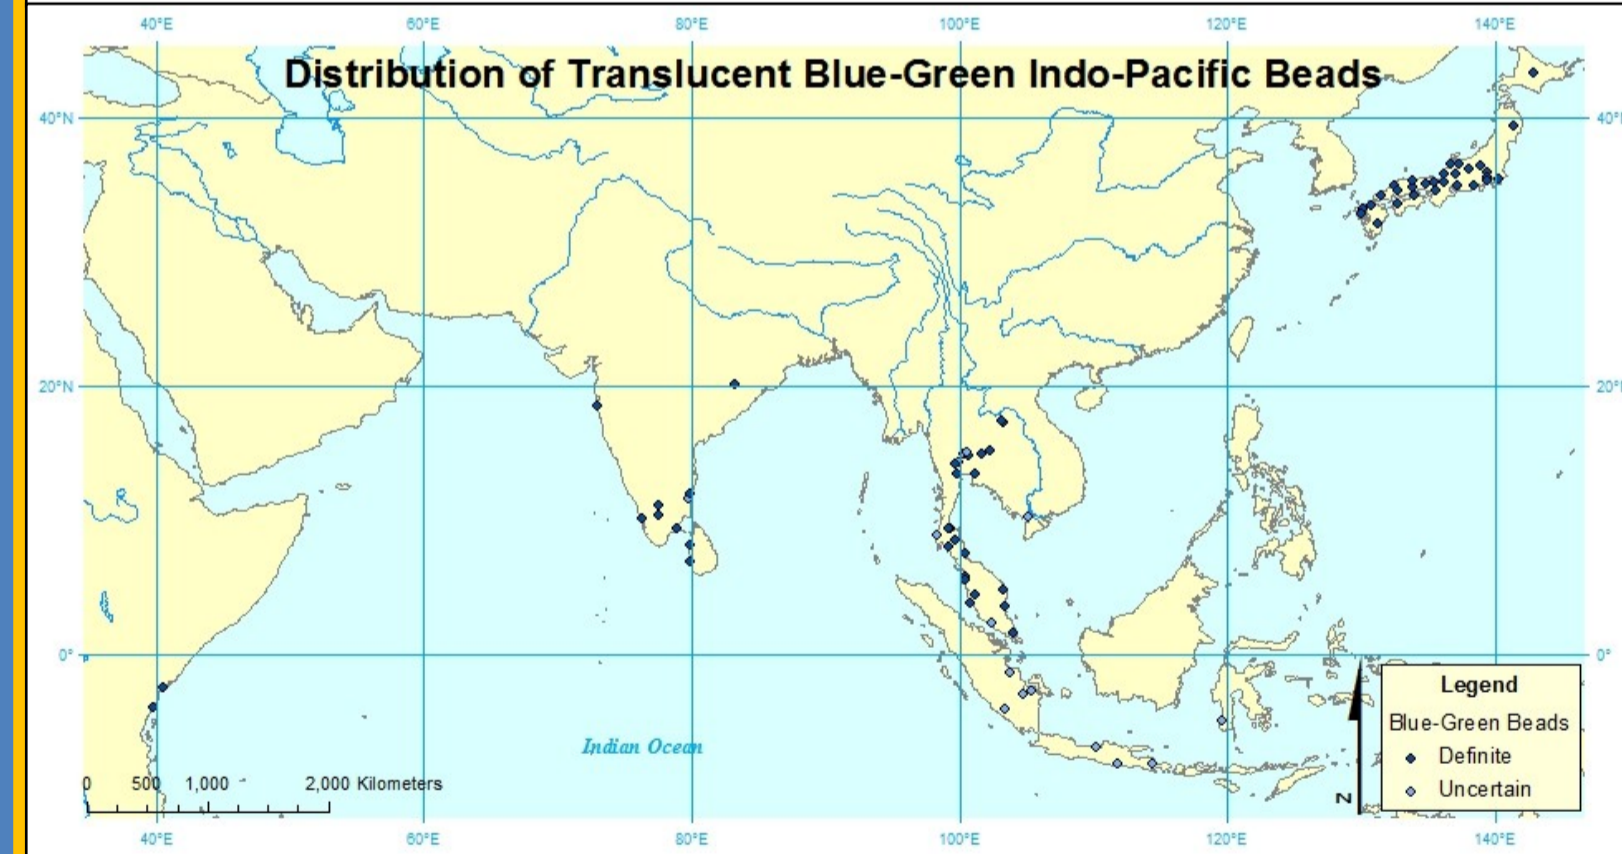 40°E 60°E 80°E 100°E 120°E 140°E
Distribution of Translucent Blue-Green Indo-Pacific Beads
40°N
20°N
0° 0°
Legend
Blue-Green Beads
Definite
Uncertain
Indian Ocean
0 500 1,000 2,000 Kilometers
N
40°E 60°E 80°E 100°E 120°E 140°E